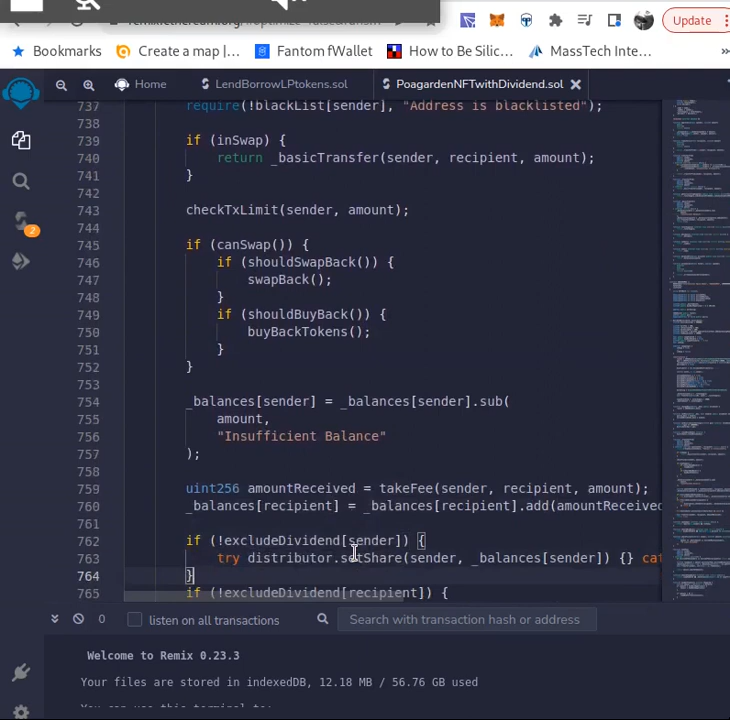 Update
Bookmarks Create a map |... Fantom fWallet How to Be Silic... MassTech Inte... »
Home LendBorrowLPtokens.sol PoagardenNFTwithDividend.sol
737 require(!blackList[sender], "Address is blacklisted");
738
739 if (inSwap) {
740 return _basicTransfer(sender, recipient, amount);
741 }
742
743 checkTxLimit(sender, amount);
744
745 if (canSwap()) {
746 if (shouldSwapBack()) {
747 swapBack();
748 }
749 if (shouldBuyBack()) {
750 buyBackTokens();
751 }
752 }
753
754 _balances[sender] = _balances[sender].sub(
755 amount,
756 "Insufficient Balance"
757 );
758
759 uint256 amountReceived = takeFee(sender, recipient, amount);
760 _balances[recipient] = _balances[recipient].add(amountReceived
761
762 if (!excludeDividend[sender]) {
763 try distributor.setShare(sender, _balances[sender]) {} cat
764 }
765 if (!excludeDividend[recipient]) {
2
0 listen on all transactions Search with transaction hash or address
Welcome to Remix 0.23.3
Your files are stored in indexedDB, 12.18 MB / 56.76 GB used